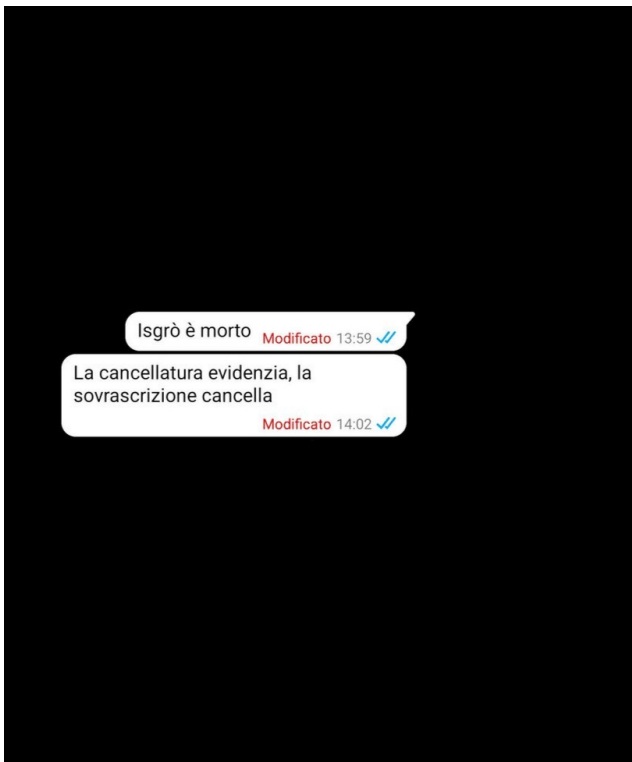 Isgrò è morto Modificato 13:59
La cancellatura evidenzia, la
sovrascrizione cancella
Modificato 14:02